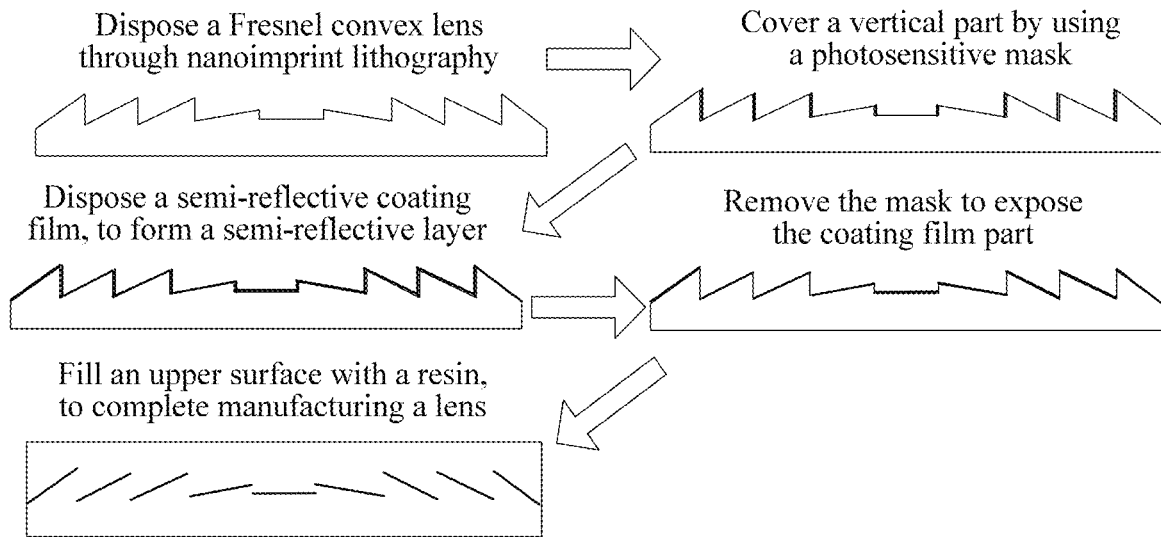 Dispose a Fresnel convex lens
through nanoimprint lithography
Cover a vertical part by using
a photosensitive mask
Dispose a semi-reflective coating
film, to form a semi-reflective layer
Remove the mask to expose
the coating film part
Fill an upper surface with a resin,
to complete manufacturing a lens